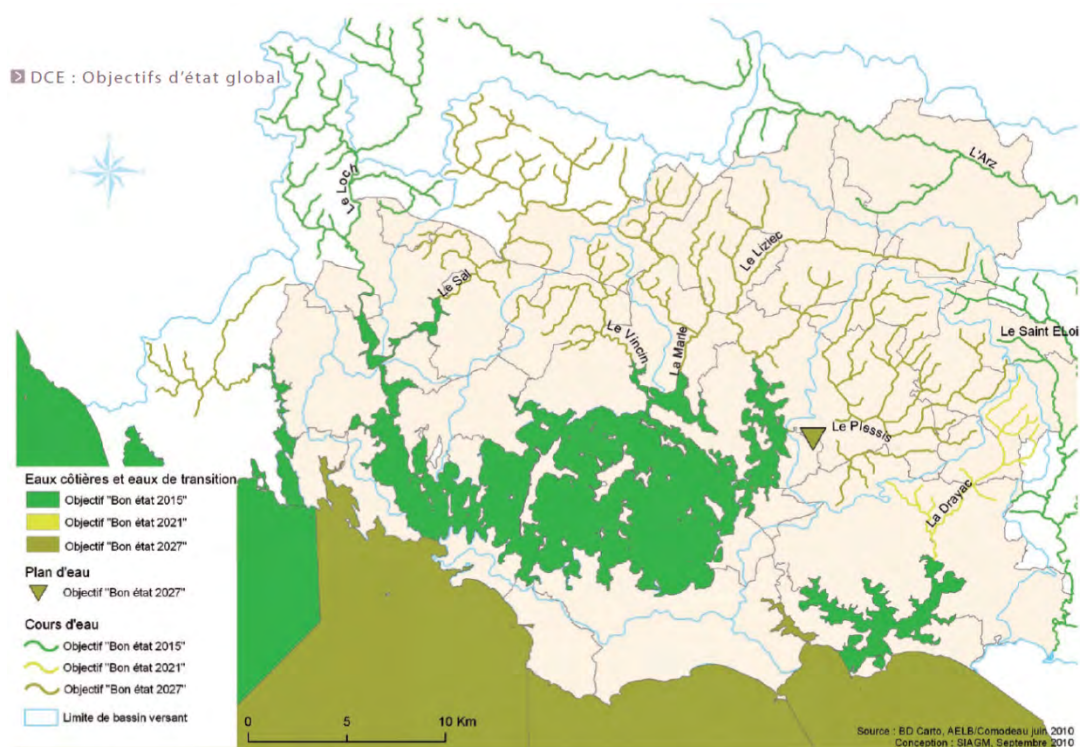 DCE : Objectifs d'état global
L'Arz
Le Loch
Le Liziec
Le Sal
Le Saint ELoi
Le Vincin
La Marle
Le Plessis
La Drayac
Eaux côtières et eaux de transition
Objectif "Bon état 2015"
Objectif "Bon état 2021"
Objectif "Bon état 2027"
Plan d'eau
Objectif "Bon état 2027"
Cours d'eau
Objectif "Bon état 2015"
Objectif "Bon état 2021"
Objectif "Bon état 2027"
Limite de bassin versant
0 5 10 Km
Source : BD Carto, AELB/Comodeau juin 2010
Conception : SIAGM, Septembre 2010